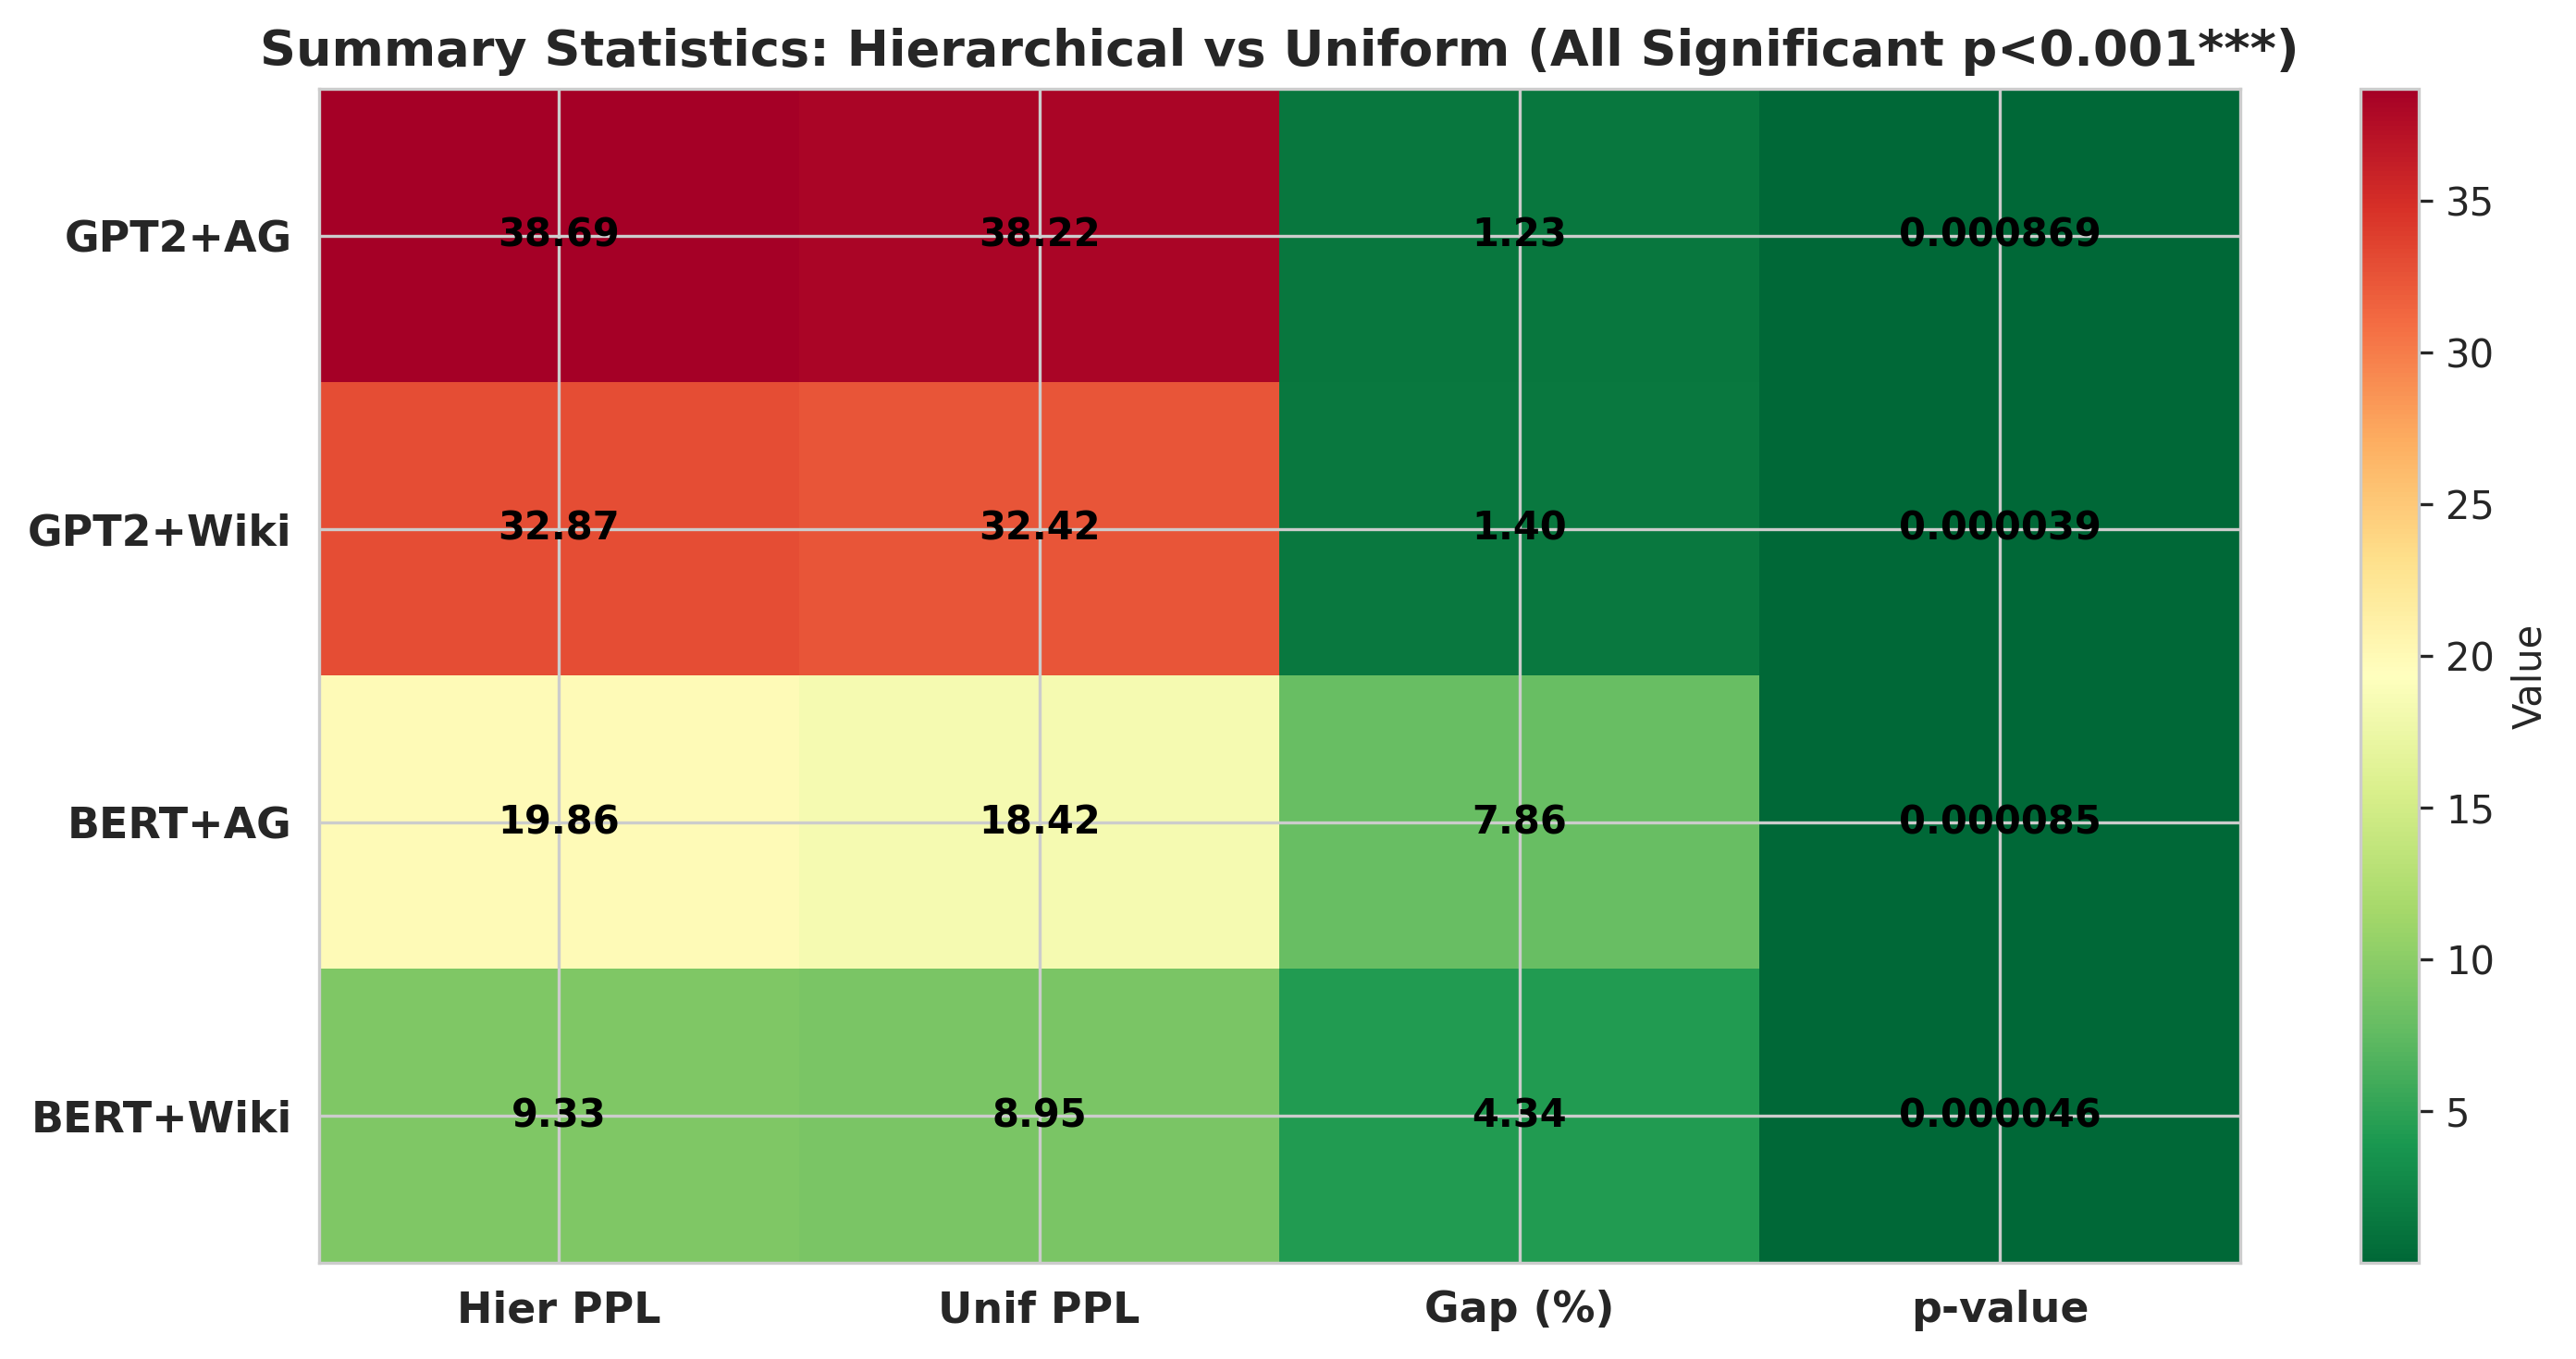 Summary Statistics: Hierarchical vs Uniform (All Significant p<0.001***)
GPT2+AG 38.69 38.22 1.23 0.000869
GPT2+Wiki 32.87 32.42 1.40 0.000039
BERT+AG 19.86 18.42 7.86 0.000085
BERT+Wiki 9.33 8.95 4.34 0.000046
Hier PPL Unif PPL Gap (%) p-value
35
30
25
20
15
10
5
Value